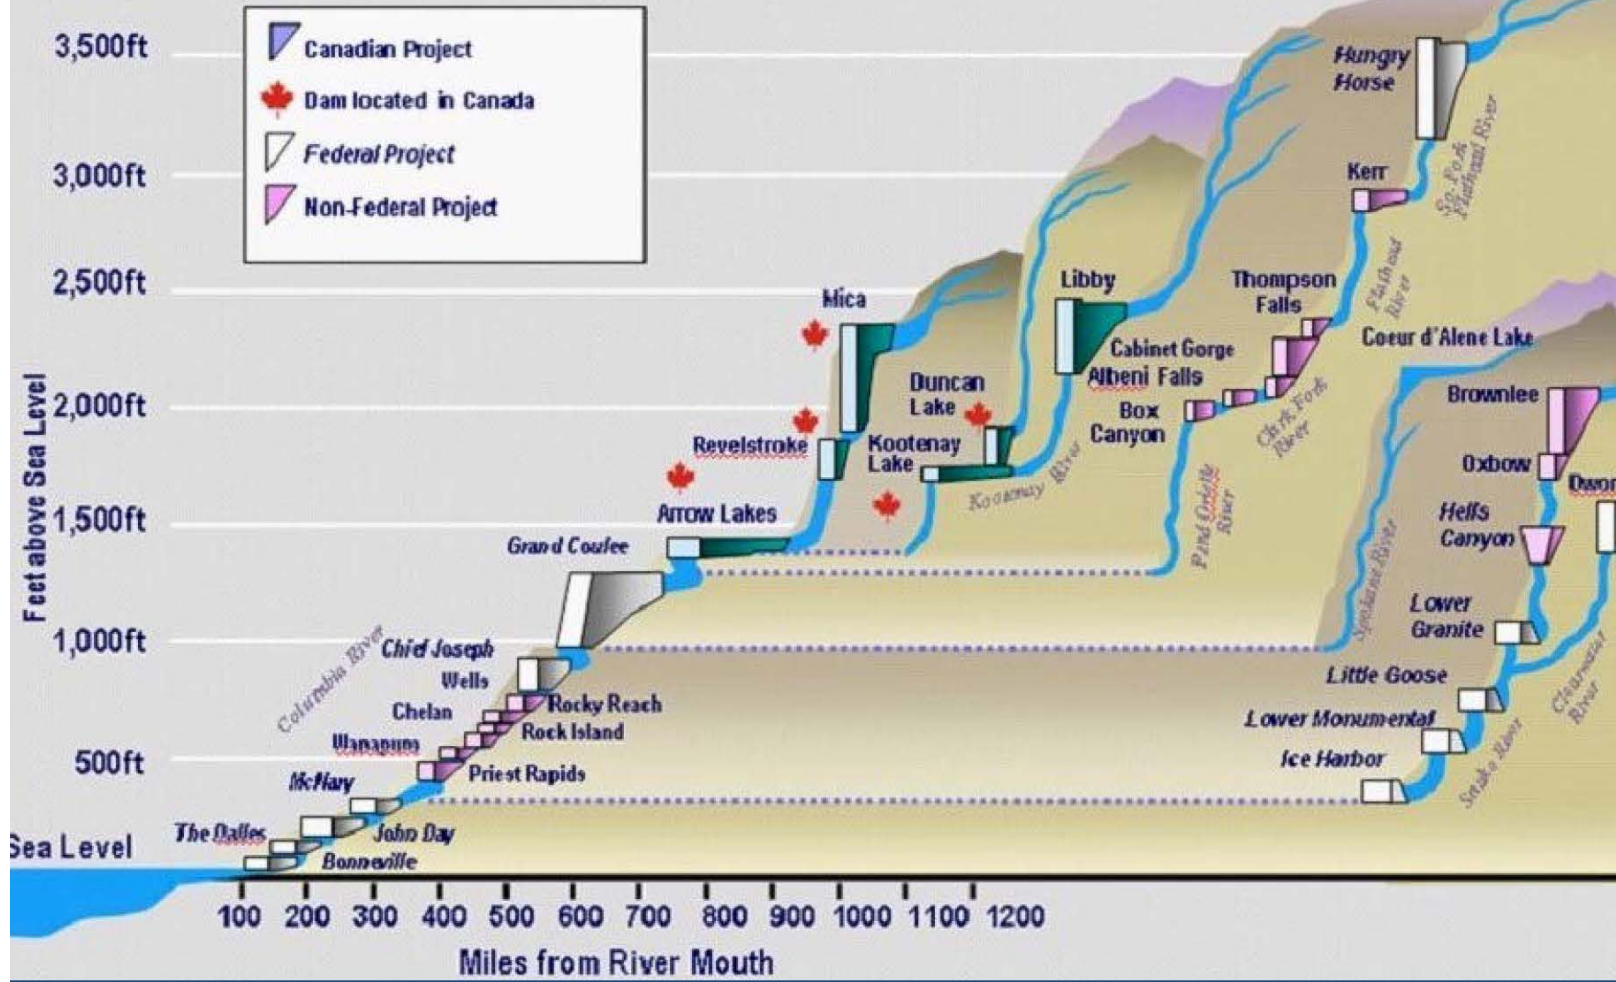 3,500ft
3,000ft
2,500ft
2,000ft
1,500ft
1,000ft
500ft
Sea Level
Feet above Sea Level
Canadian Project
Dam located in Canada
Federal Project
Non-Federal Project
Hungry
Horse
So. Fork
Flathead River
Kerr
Flathead
River
Thompson
Falls
Coeur d'Alene Lake
Libby
Cabinet Gorge
Albeni Falls
Box
Canyon
Clark Fork
River
Mica
Duncan
Lake
Revelstroke
Kootenay
Lake
Kootenay River
Pend Orielle
River
Arrow Lakes
Grand Coulee
Brownlee
Oxbow
Dwor
Hells
Canyon
Spokane River
Lower
Granite
Clearwater
River
Little Goose
Lower Monumental
Ice Harbor
Snake River
Columbia River
Chief Joseph
Wells
Rocky Reach
Chelan
Rock Island
Wanapum
Priest Rapids
McNary
The Dalles
John Day
Bonneville
100 200 300 400 500 600 700 800 900 1000 1100 1200
Miles from River Mouth